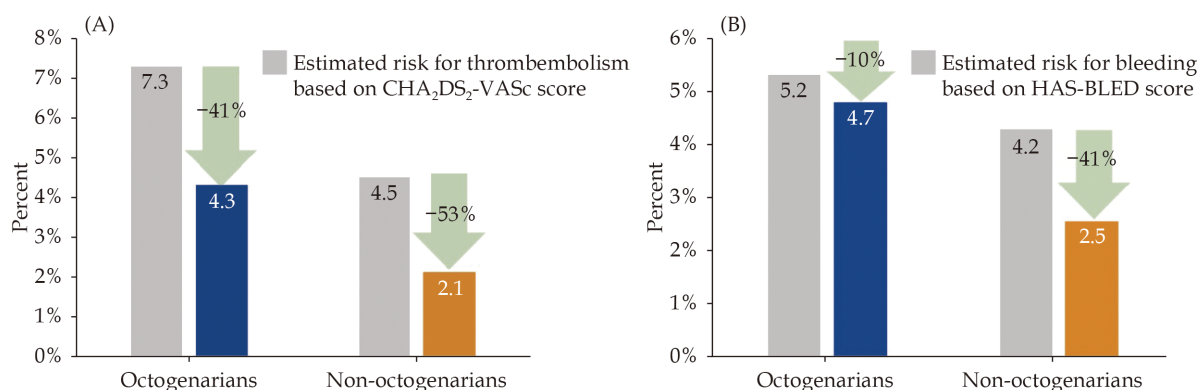 (A)
8%
7%
6%
5%
4%
3%
2%
1%
0%
Percent
Estimated risk for thrombembolism
based on CHA₂DS₂-VASc score
7.3
−41%
4.3
4.5
−53%
2.1
Octogenarians
Non-octogenarians
(B)
6%
5%
4%
3%
2%
1%
0%
Percent
Estimated risk for bleeding
based on HAS-BLED score
5.2
−10%
4.7
4.2
−41%
2.5
Octogenarians
Non-octogenarians